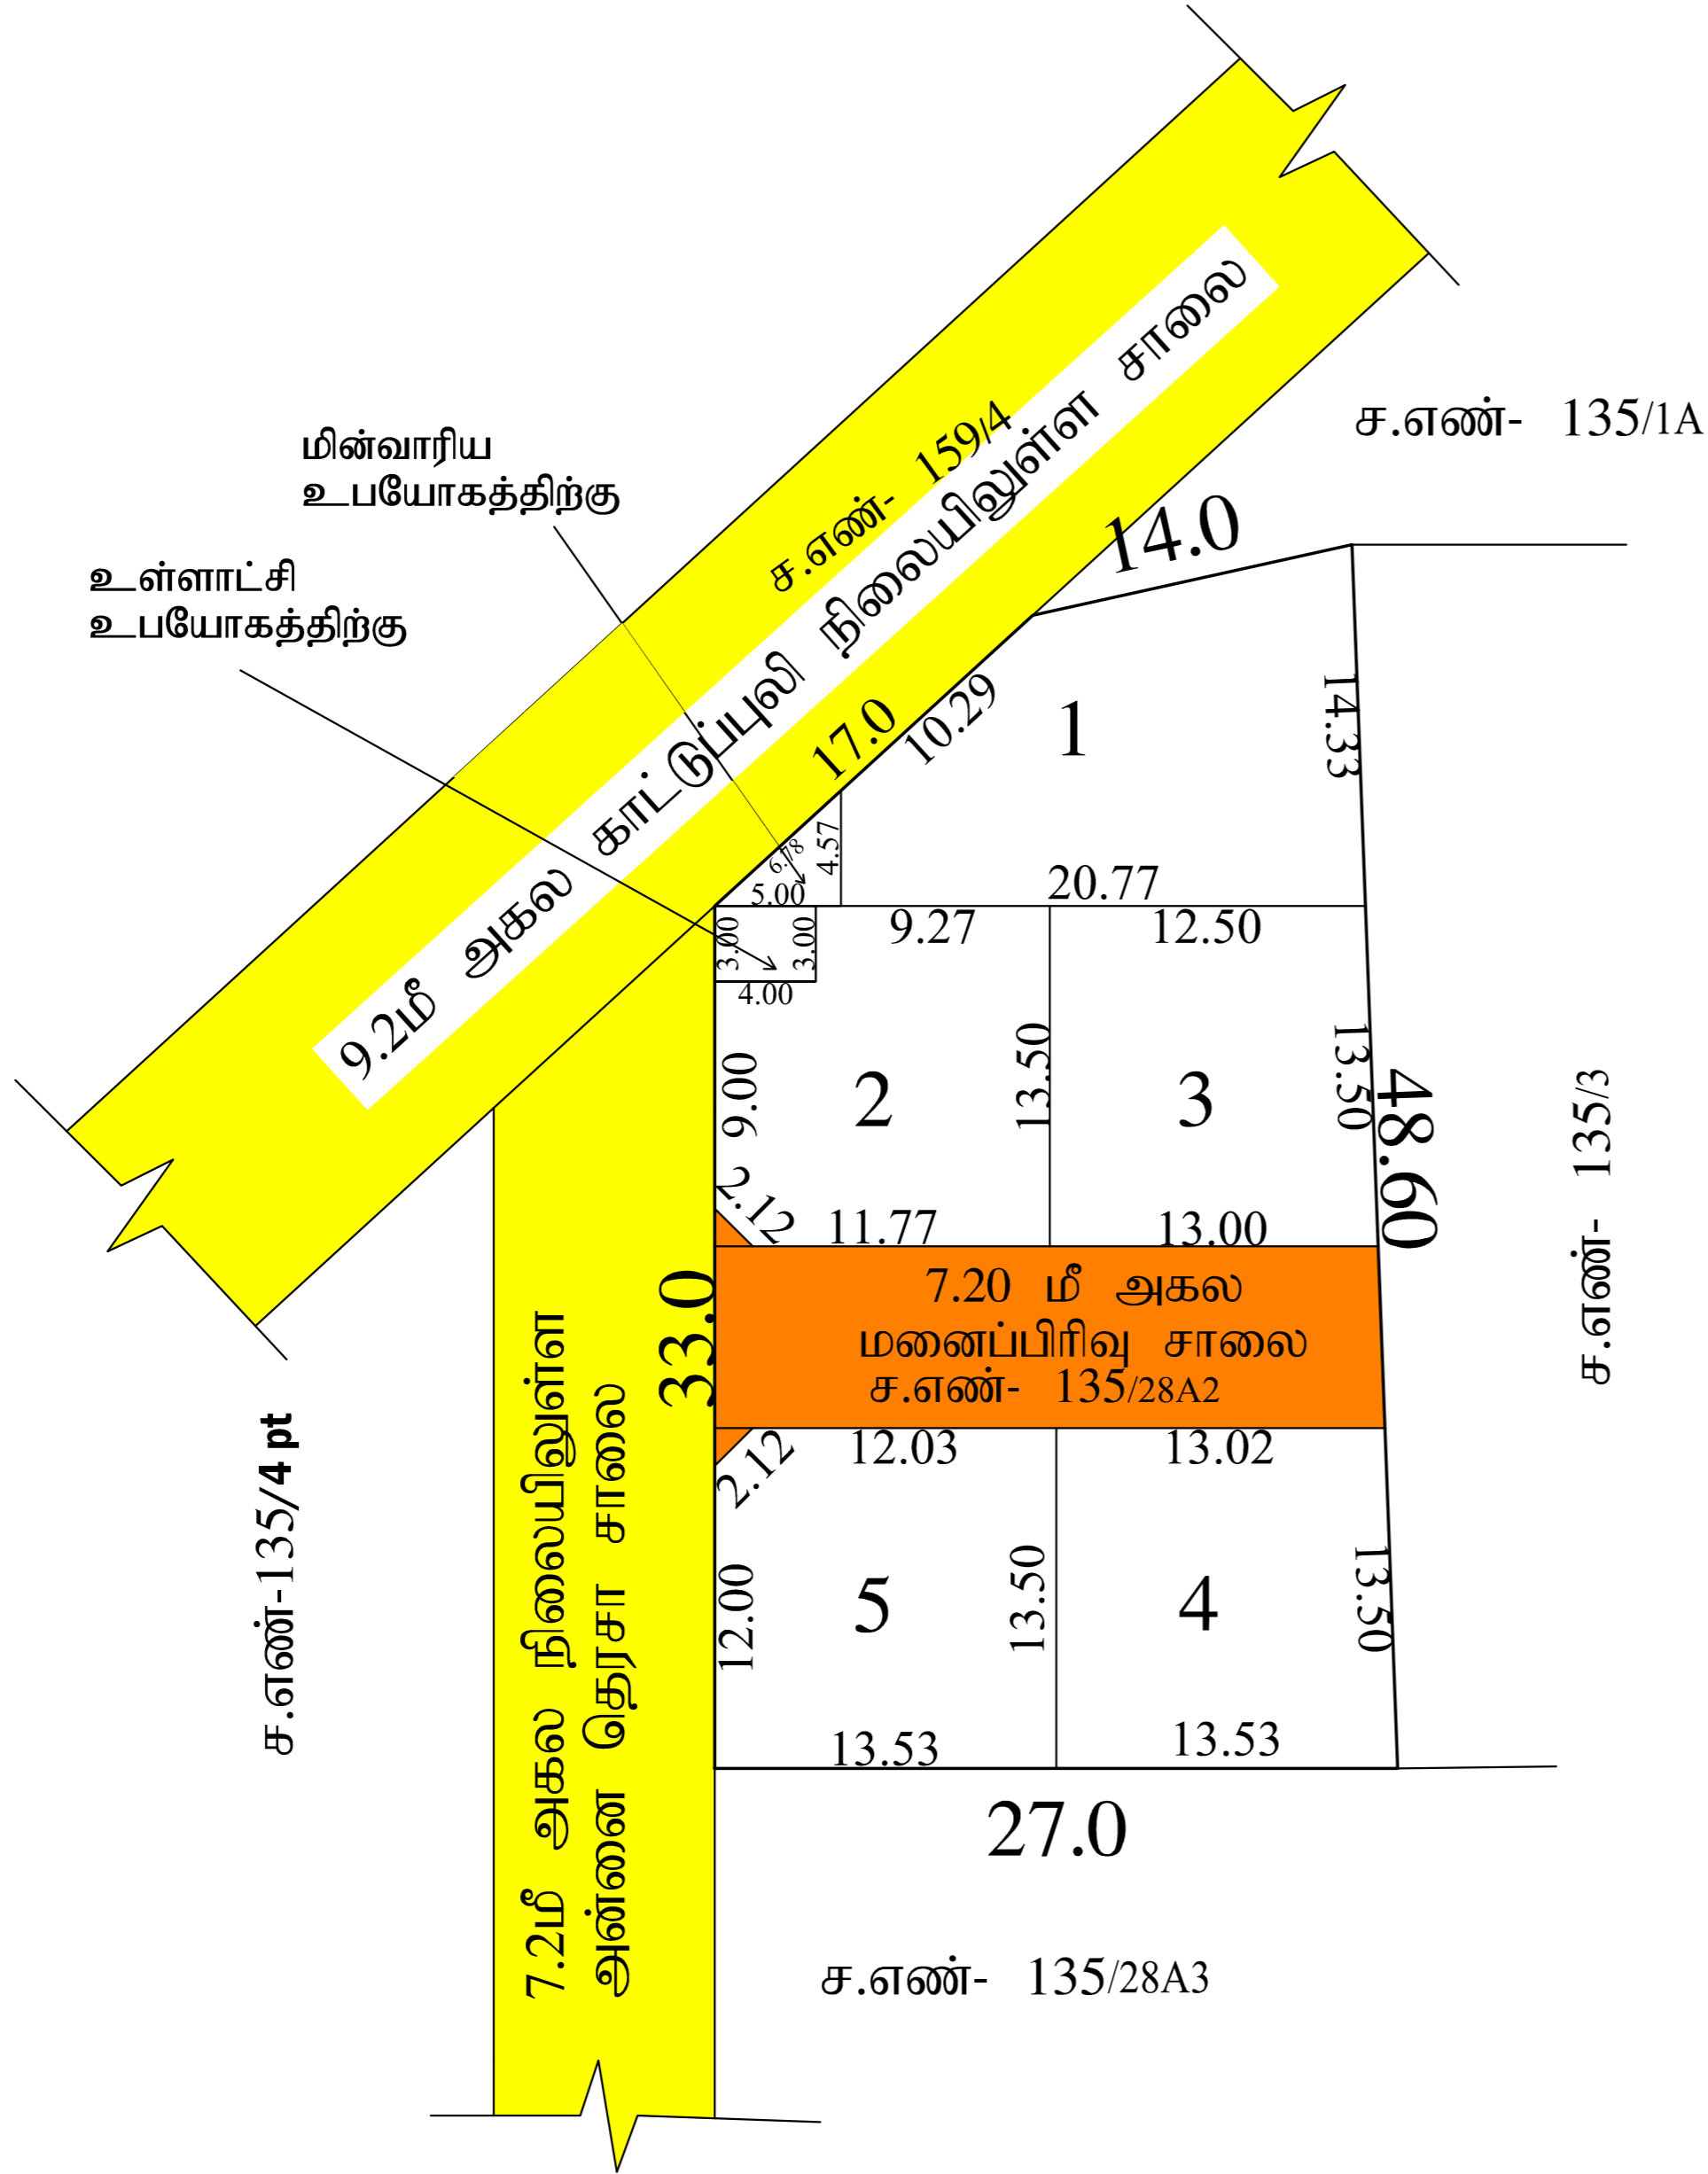 ச.எண்- 135/1A
மின்வாரிய
உபயோகத்திற்கு
ச.எண்- 159/4
9.2மீ அகல காட்டுப்புலி நிலையிலுள்ள சாலை
14.0
உள்ளாட்சி
உபயோகத்திற்கு
17.0
10.29
1
14.33
6.78
4.57
5.00
20.77
3.00
3.00
4.00
9.27
12.50
9.00
2
13.50
3
13.50
48.60
ச.எண்- 135/3
2.12
11.77
13.00
33.0
7.20 மீ அகல
மனைப்பிரிவு சாலை
ச.எண்- 135/28A2
2.12
12.03
13.02
ச.எண்-135/4 pt
7.2மீ அகல நிலையிலுள்ள
அன்னை தெரசா சாலை
12.00
5
13.50
4
13.50
13.53
13.53
27.0
ச.எண்- 135/28A3